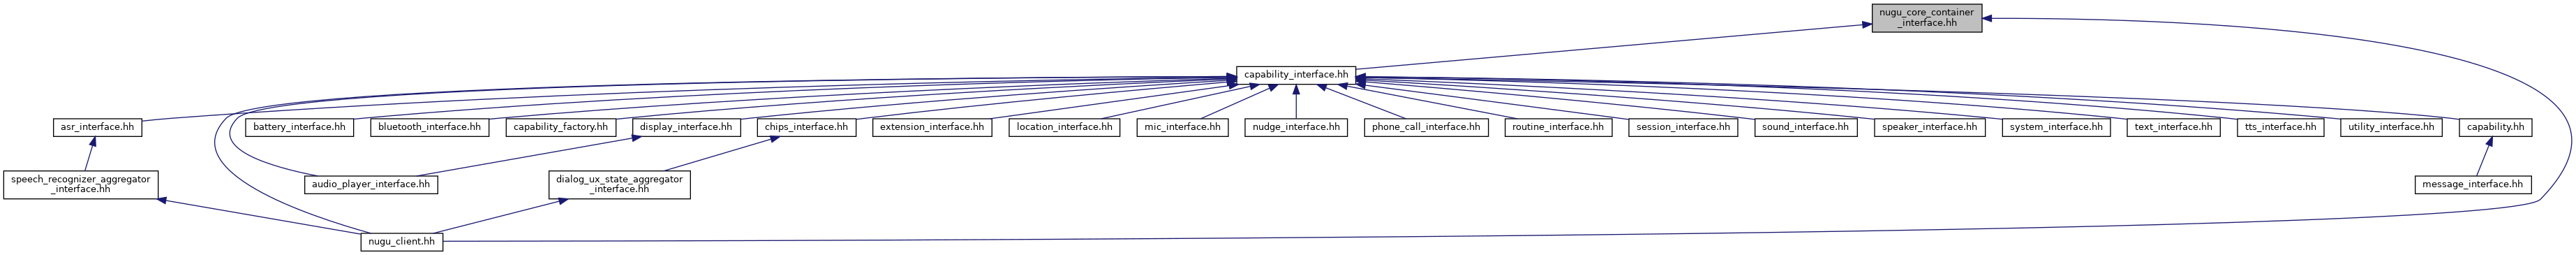 nugu_core_container
_interface.hh
capability_interface.hh
asr_interface.hh
battery_interface.hh
bluetooth_interface.hh
capability_factory.hh
display_interface.hh
chips_interface.hh
extension_interface.hh
location_interface.hh
mic_interface.hh
nudge_interface.hh
phone_call_interface.hh
routine_interface.hh
session_interface.hh
sound_interface.hh
speaker_interface.hh
system_interface.hh
text_interface.hh
tts_interface.hh
utility_interface.hh
capability.hh
speech_recognizer_aggregator
_interface.hh
audio_player_interface.hh
dialog_ux_state_aggregator
_interface.hh
message_interface.hh
nugu_client.hh